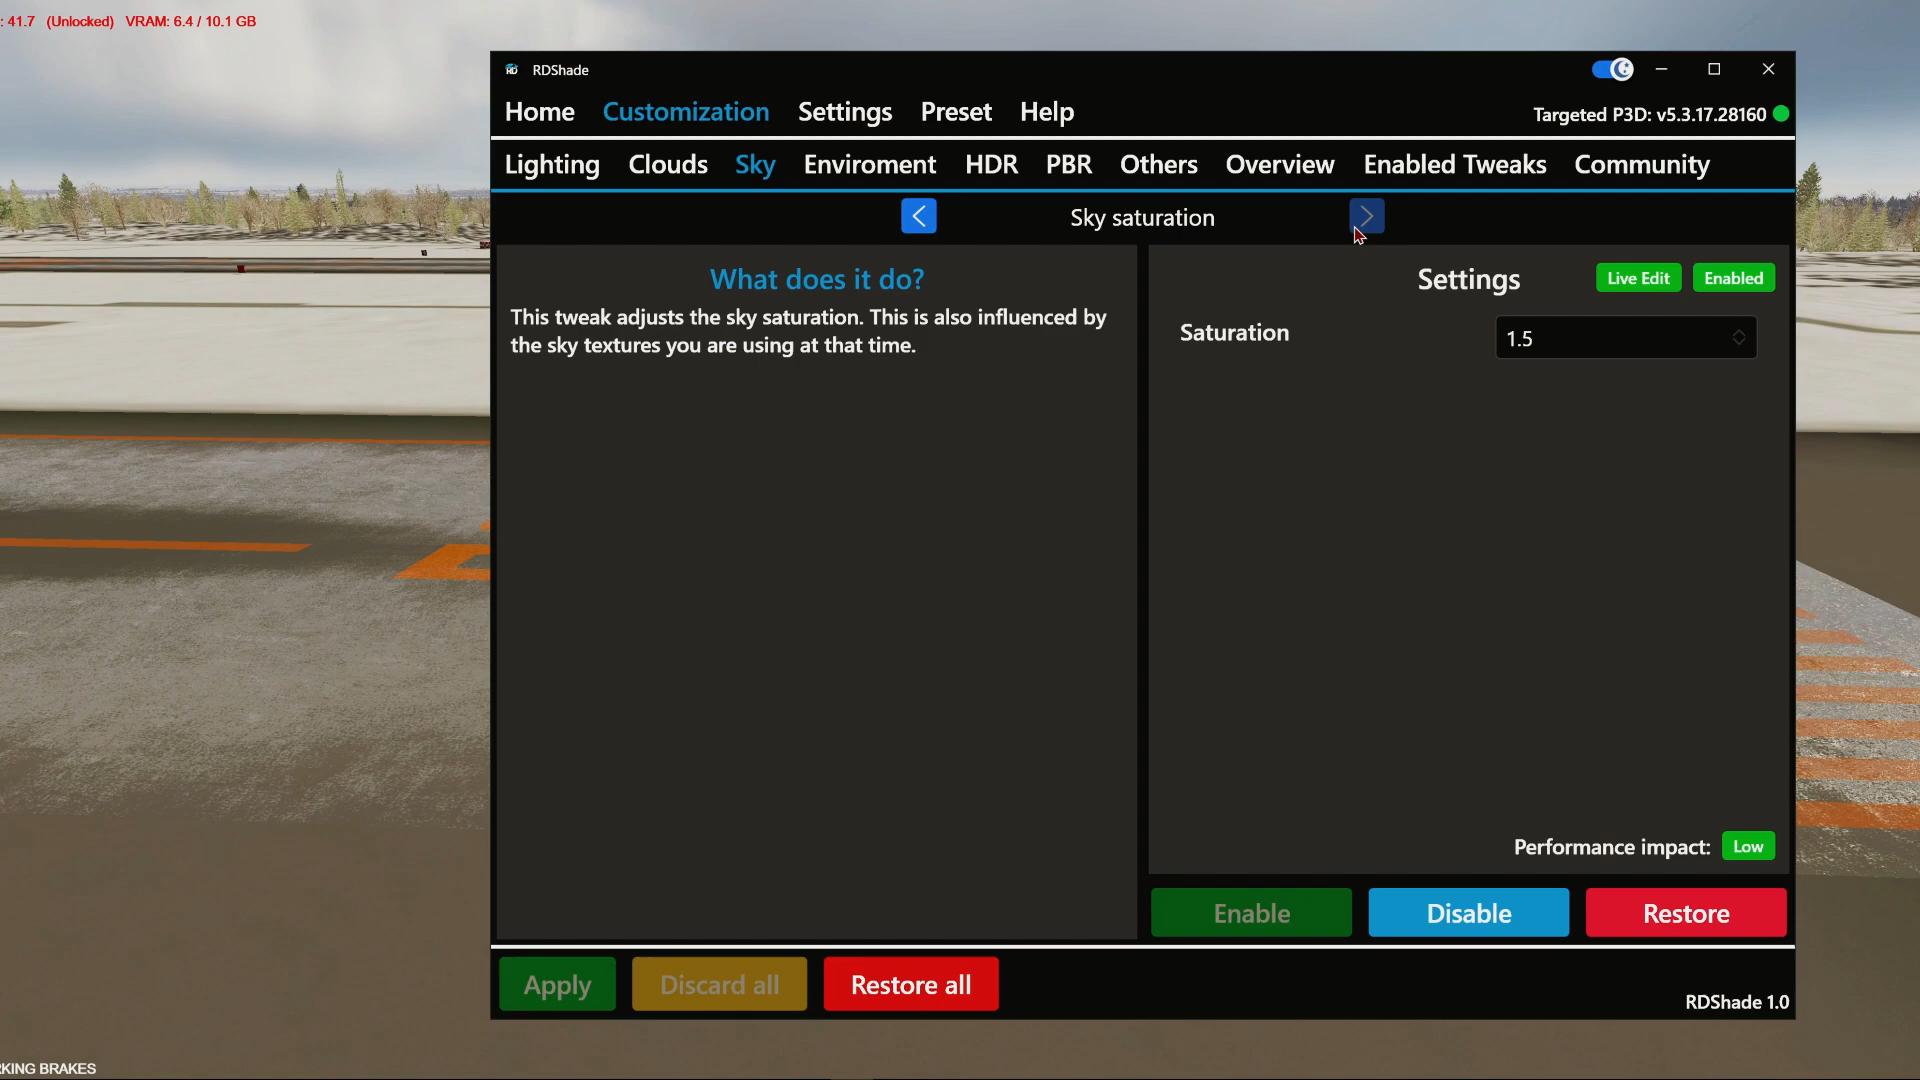 : 41.7 (Unlocked) VRAM: 6.4 / 10.1 GB
RDShade
Home Customization Settings Preset Help
Targeted P3D: v5.3.17.28160
Lighting Clouds Sky Enviroment HDR PBR Others Overview Enabled Tweaks Community
Sky saturation
What does it do?
This tweak adjusts the sky saturation. This is also influenced by
the sky textures you are using at that time.
Settings
Live Edit
Enabled
Saturation
1.5
Performance impact: Low
Enable
Disable
Restore
Apply
Discard all
Restore all
RDShade 1.0
KING BRAKES